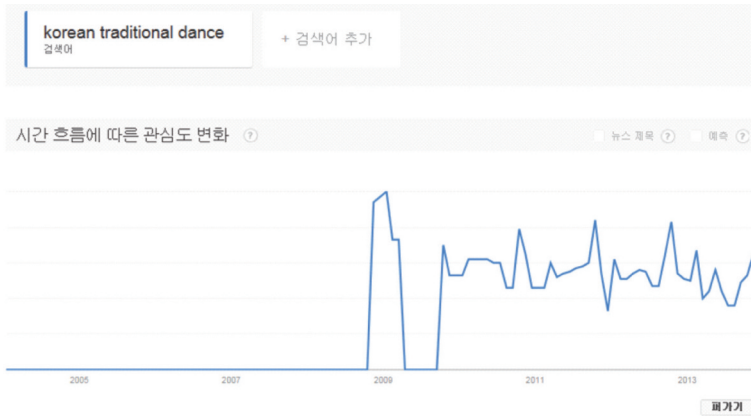 korean traditional dance
검색어
+ 검색어 추가
시간 흐름에 따른 관심도 변화 ?
뉴스 제목 ? 예측 ?
2005 2007 2009 2011 2013
퍼가기